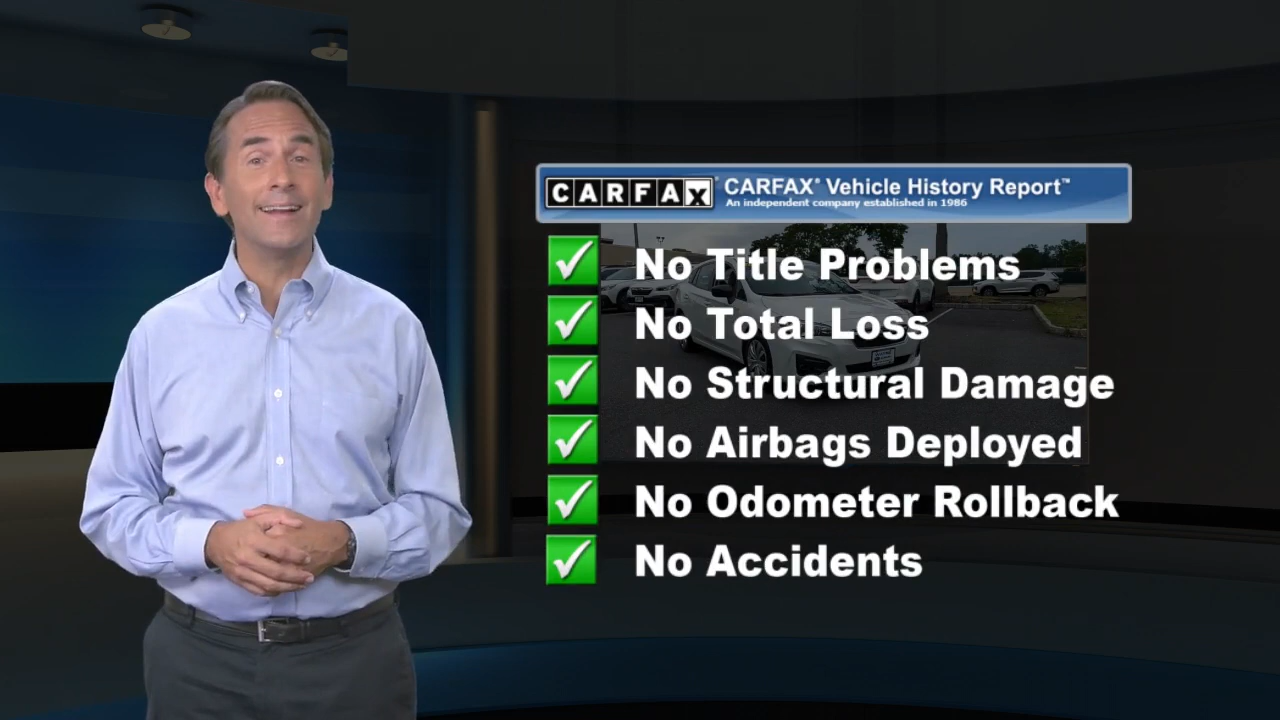 CARFAX® CARFAX® Vehicle History Report™
An independent company established in 1986
No Title Problems
No Total Loss
No Structural Damage
No Airbags Deployed
No Odometer Rollback
No Accidents